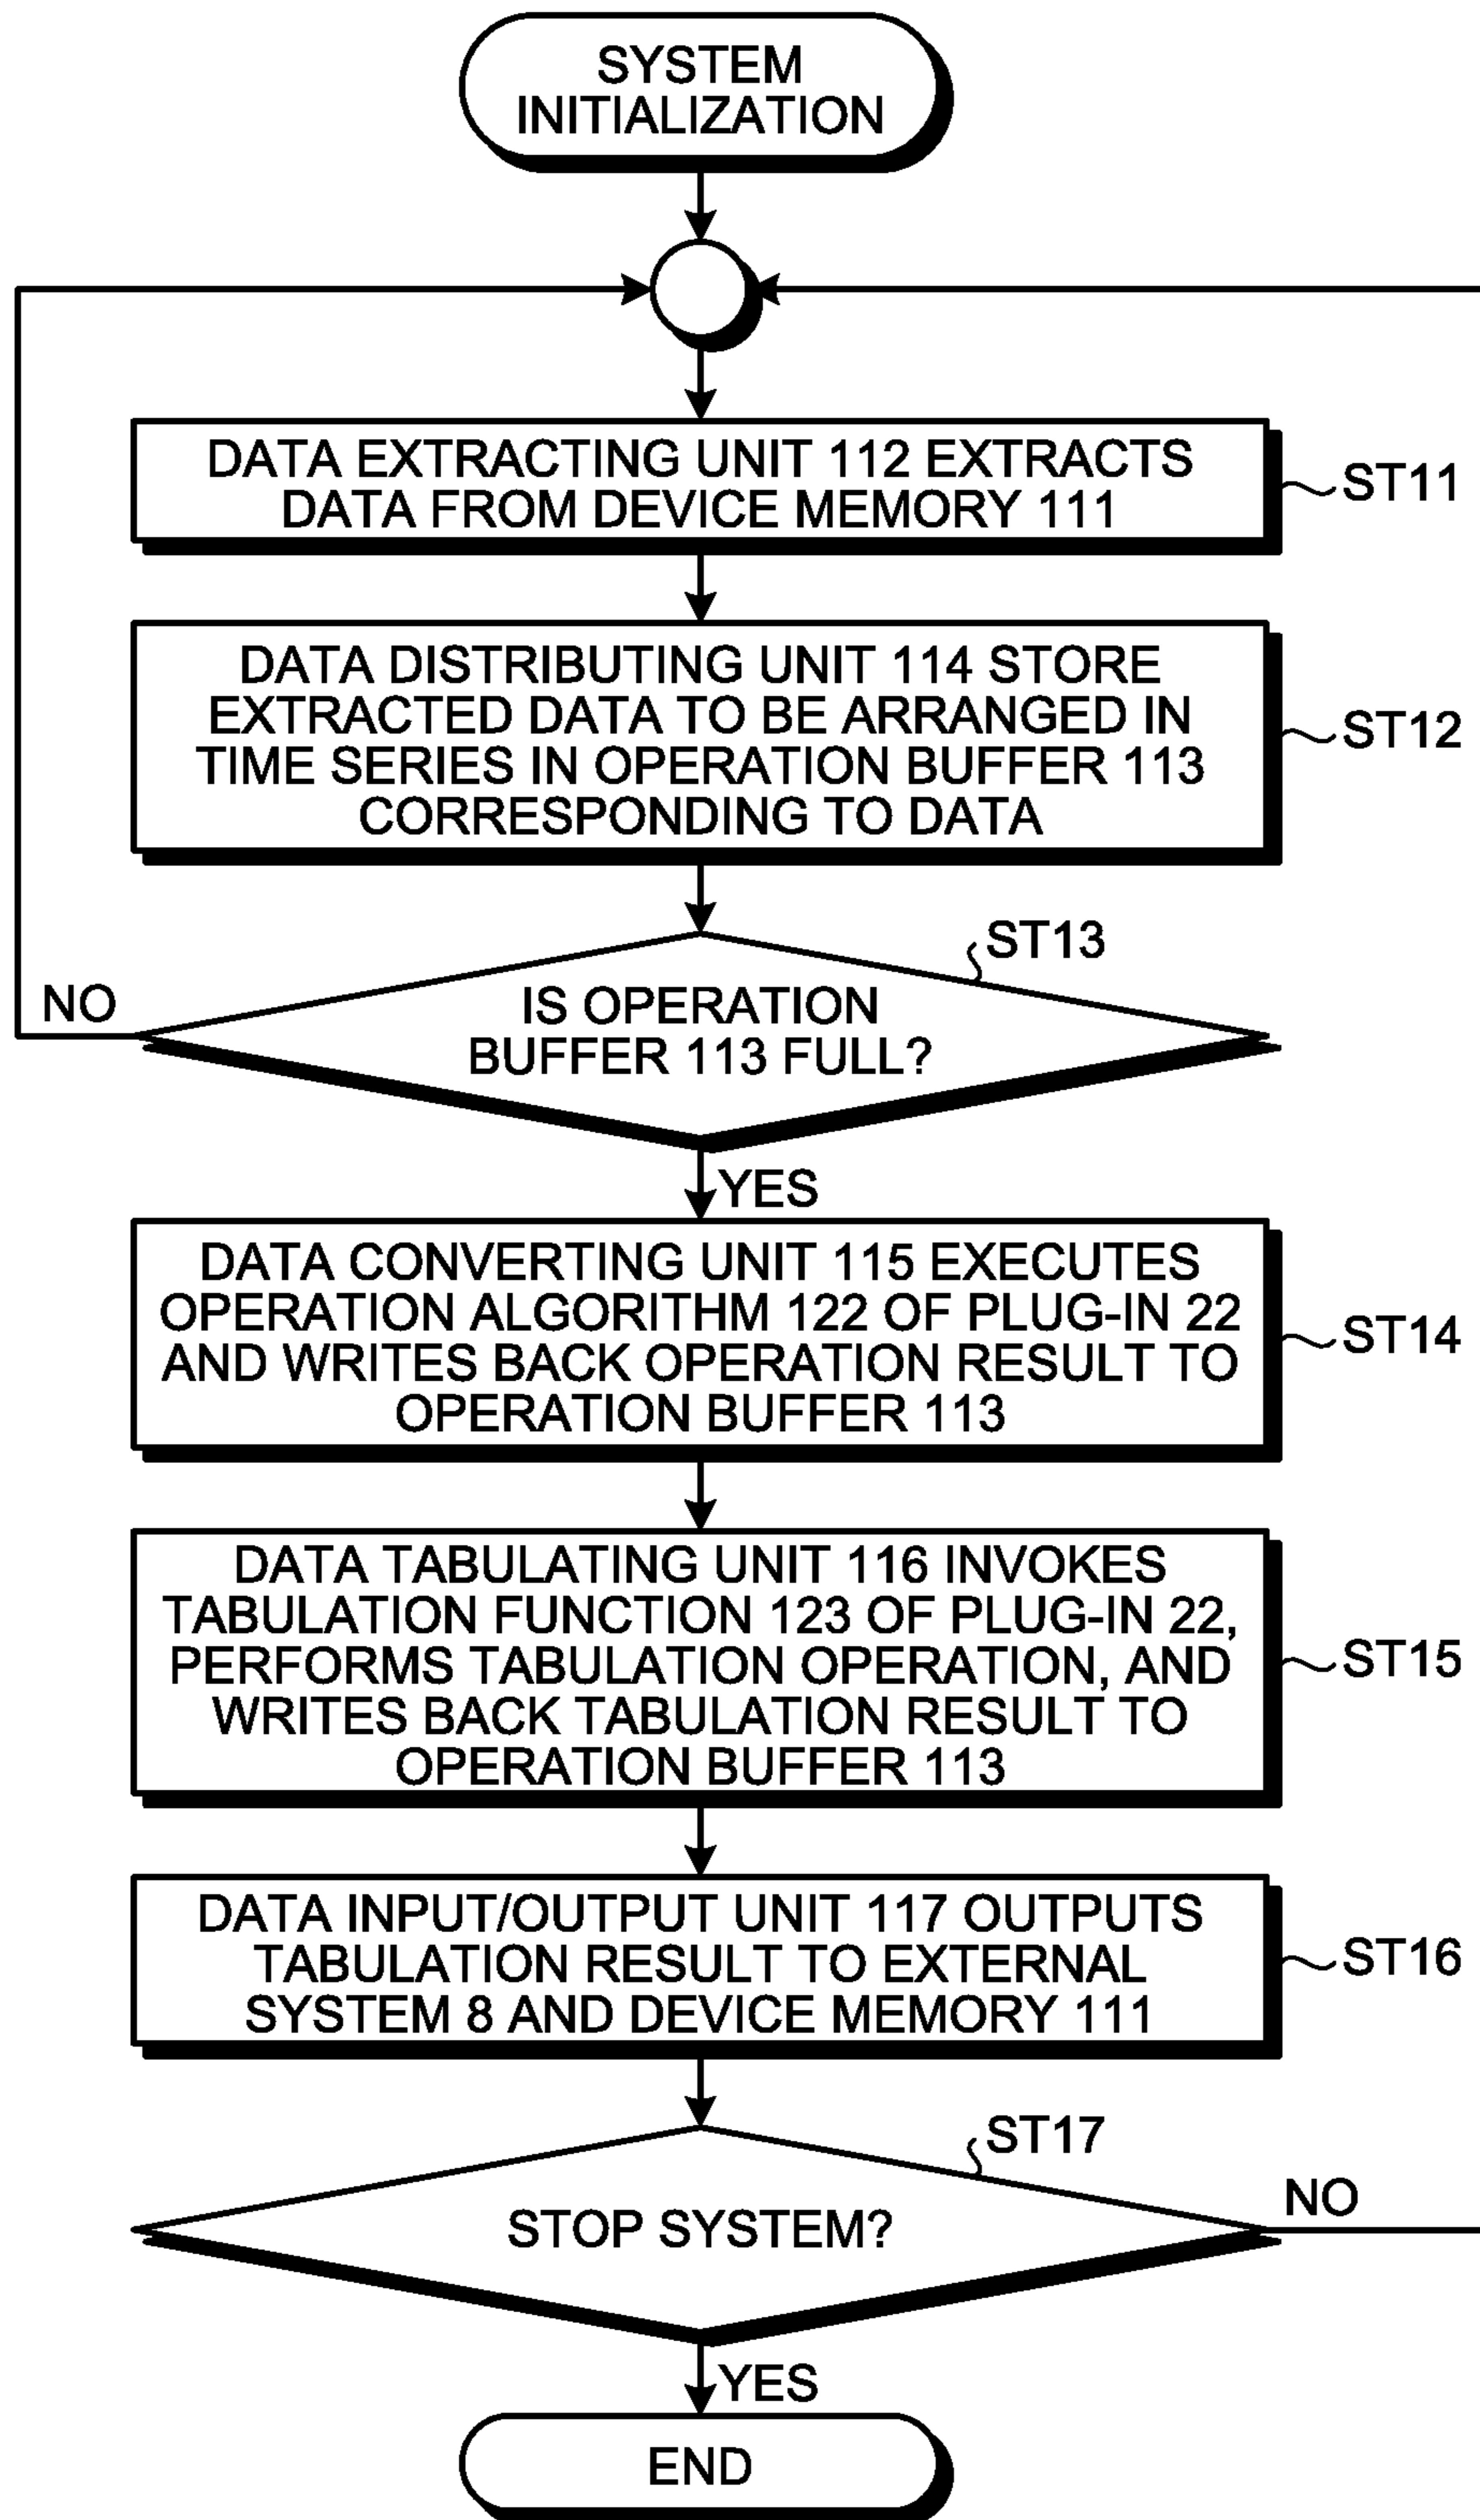 SYSTEM
INITIALIZATION
DATA EXTRACTING UNIT 112 EXTRACTS
DATA FROM DEVICE MEMORY 111
ST11
DATA DISTRIBUTING UNIT 114 STORE
EXTRACTED DATA TO BE ARRANGED IN
TIME SERIES IN OPERATION BUFFER 113
CORRESPONDING TO DATA
ST12
ST13
NO
IS OPERATION
BUFFER 113 FULL?
YES
DATA CONVERTING UNIT 115 EXECUTES
OPERATION ALGORITHM 122 OF PLUG-IN 22
AND WRITES BACK OPERATION RESULT TO
OPERATION BUFFER 113
ST14
DATA TABULATING UNIT 116 INVOKES
TABULATION FUNCTION 123 OF PLUG-IN 22,
PERFORMS TABULATION OPERATION, AND
WRITES BACK TABULATION RESULT TO
OPERATION BUFFER 113
ST15
DATA INPUT/OUTPUT UNIT 117 OUTPUTS
TABULATION RESULT TO EXTERNAL
SYSTEM 8 AND DEVICE MEMORY 111
ST16
ST17
NO
STOP SYSTEM?
YES
END